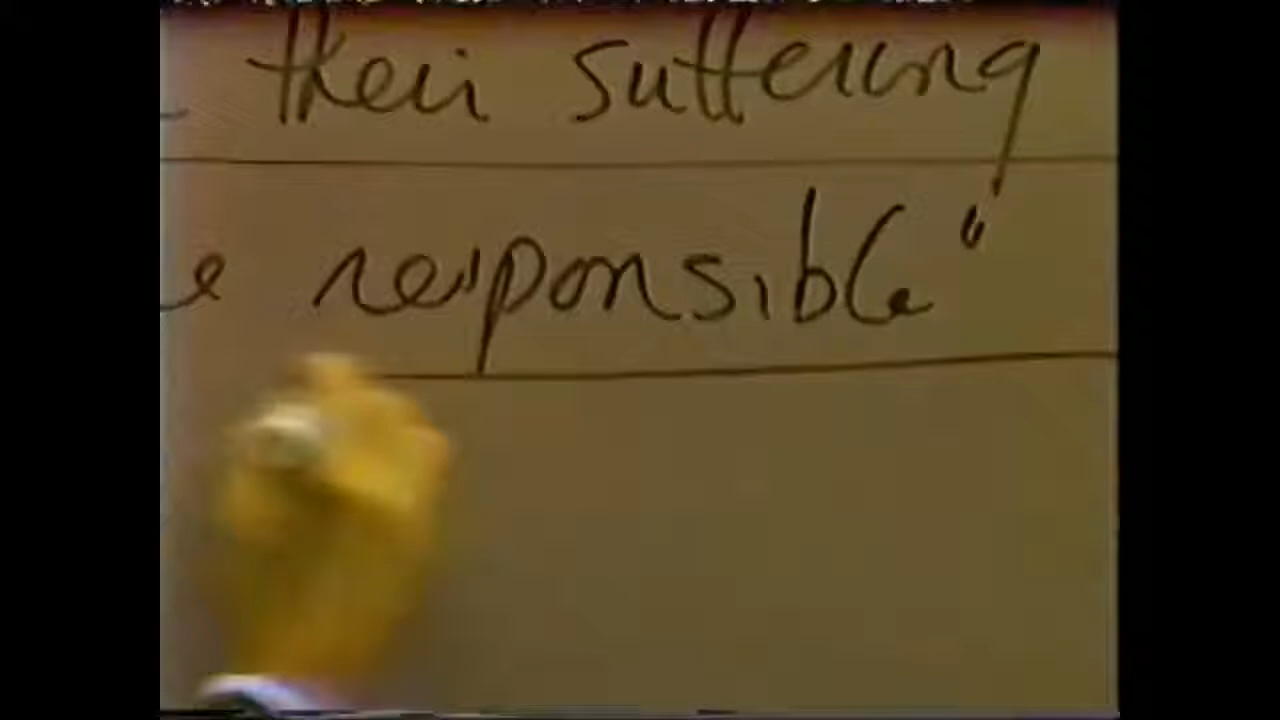 their suffering
e responsible"